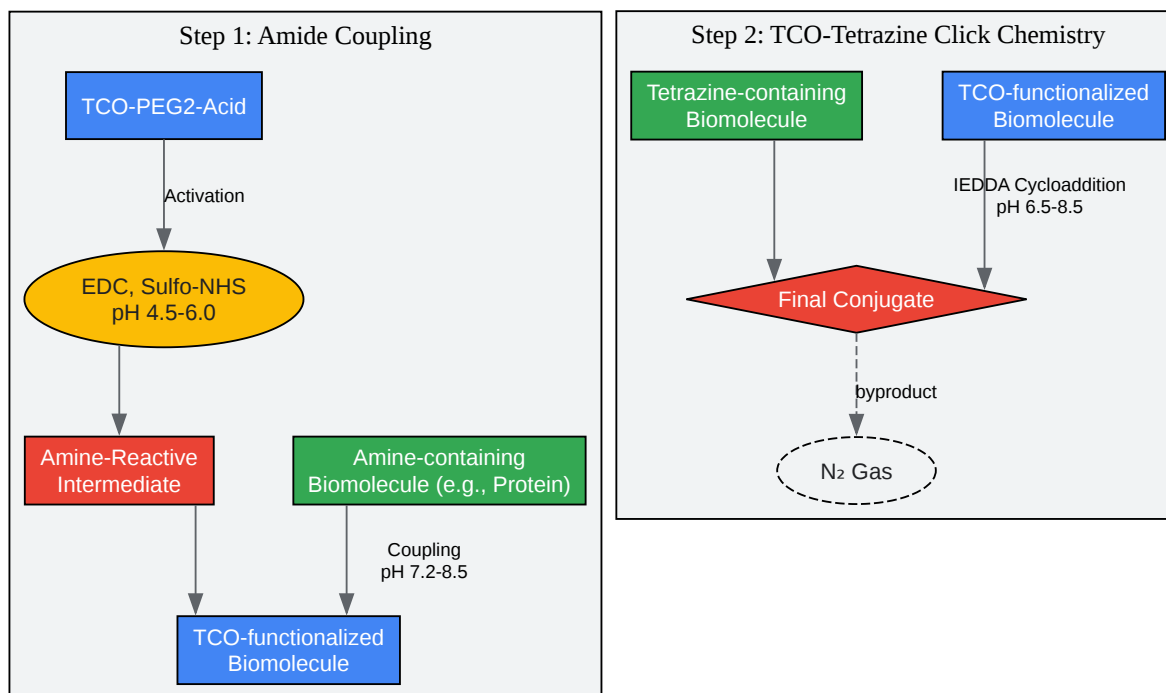 Step 1: Amide Coupling
TCO-PEG2-Acid
Activation
EDC, Sulfo-NHS
pH 4.5-6.0
Amine-Reactive
Intermediate
Amine-containing
Biomolecule (e.g., Protein)
Coupling
pH 7.2-8.5
TCO-functionalized
Biomolecule
Step 2: TCO-Tetrazine Click Chemistry
Tetrazine-containing
Biomolecule
TCO-functionalized
Biomolecule
IEDDA Cycloaddition
pH 6.5-8.5
Final Conjugate
byproduct
N₂ Gas